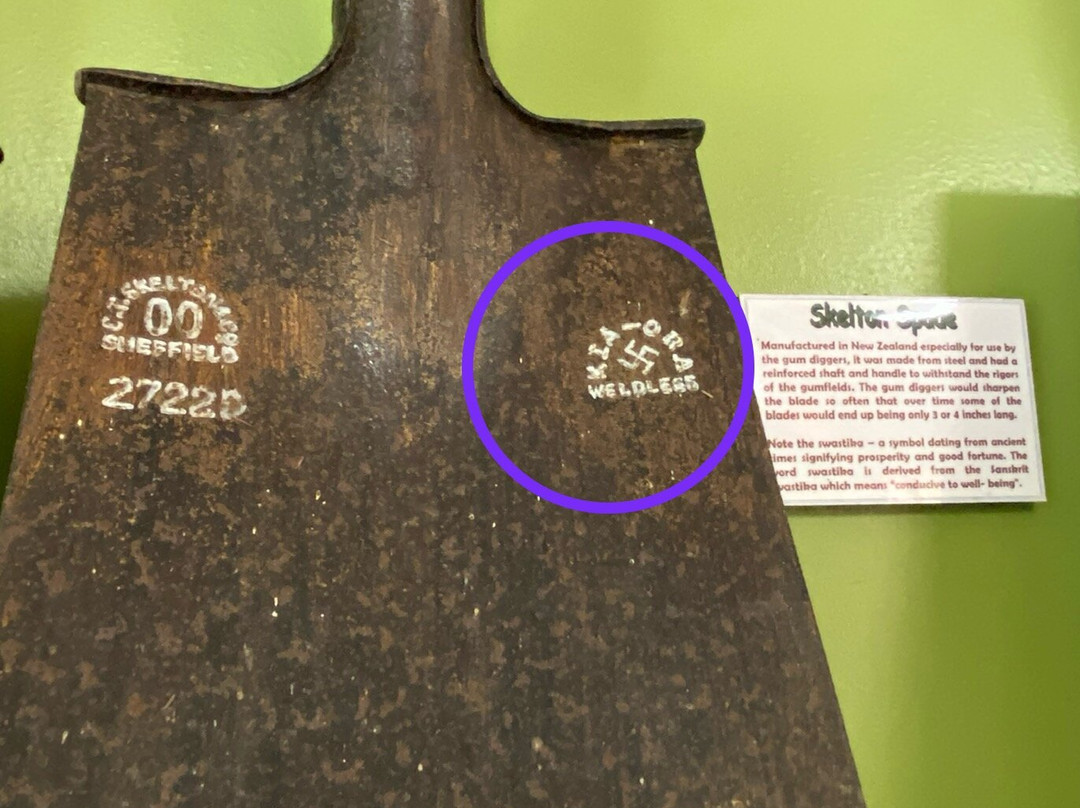 C.T. SKELTON & Co
00
SHEFFIELD
27222
KIA-ORA
卐
WELDLESS
Skelton Spade
Manufactured in New Zealand especially for use by
the gum diggers, it was made from steel and had a
reinforced shaft and handle to withstand the rigors
of the gumfields. The gum diggers would sharpen
the blade so often that over time some of the
blades would end up being only 3 or 4 inches long.
Note the swastika – a symbol dating from ancient
times signifying prosperity and good fortune. The
word swastika is derived from the Sanskrit
svastika which means "conducive to well- being".